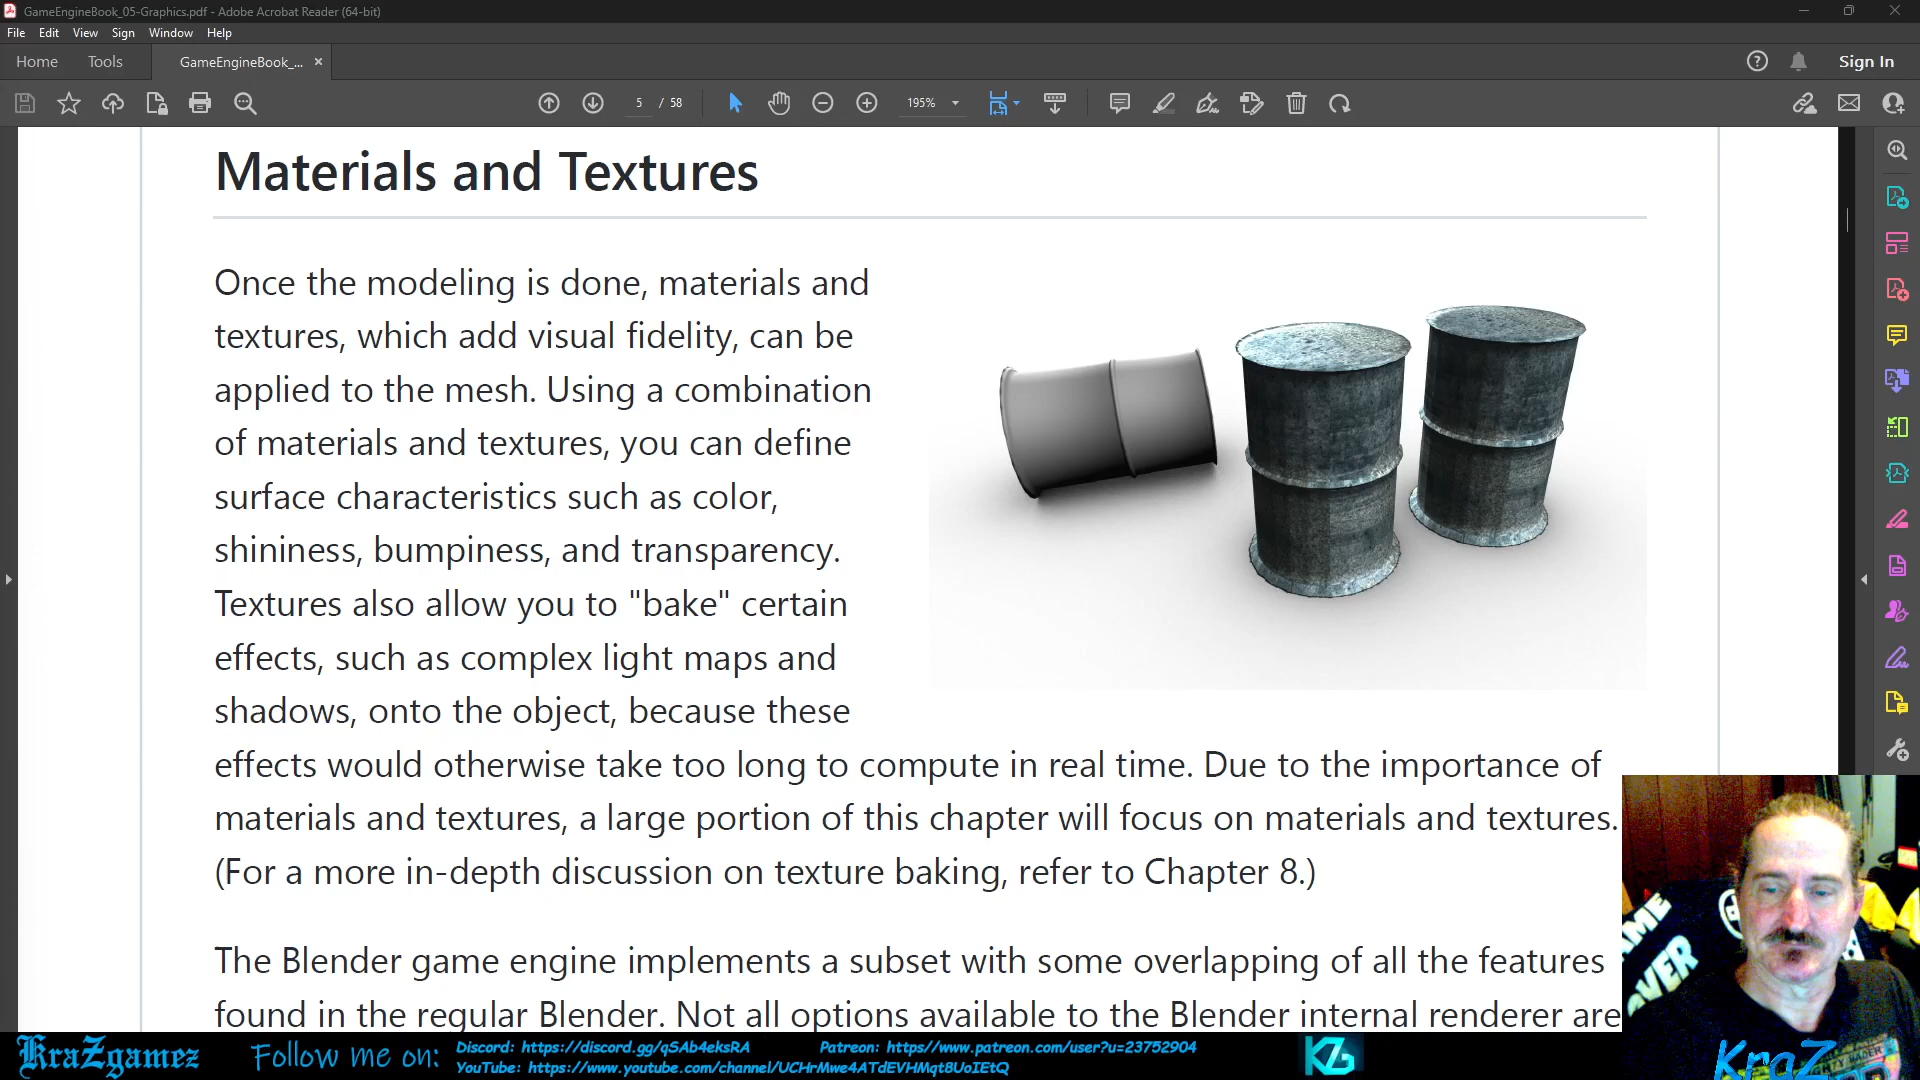 GameEngineBook_05-Graphics.pdf - Adobe Acrobat Reader (64-bit)
File Edit View Sign Window Help
Home Tools GameEngineBook_... × Sign In
5 / 58 195%
Materials and Textures
Once the modeling is done, materials and
textures, which add visual fidelity, can be
applied to the mesh. Using a combination
of materials and textures, you can define
surface characteristics such as color,
shininess, bumpiness, and transparency.
Textures also allow you to "bake" certain
effects, such as complex light maps and
shadows, onto the object, because these
effects would otherwise take too long to compute in real time. Due to the importance of
materials and textures, a large portion of this chapter will focus on materials and textures.
(For a more in-depth discussion on texture baking, refer to Chapter 8.)
The Blender game engine implements a subset with some overlapping of all the features
found in the regular Blender. Not all options available to the Blender internal renderer are
GAME
OVER
KraZgamez Follow me on: Discord: https://discord.gg/qSAb4eksRA Patreon: https//www.patreon.com/user?u=23752904
YouTube: https://www.youtube.com/channel/UCHrMwe4ATdEVHMqt8UoIEtQ
KZG
KraZ